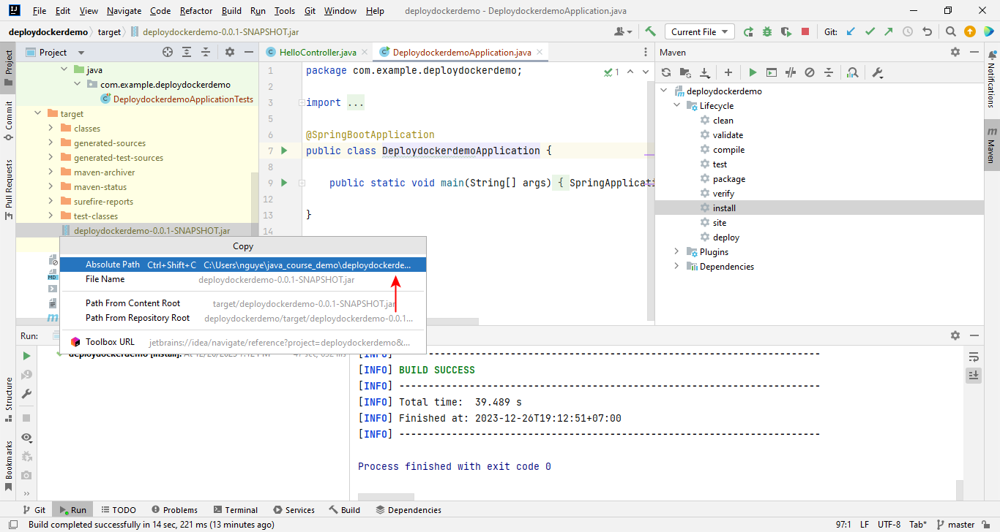 File Edit View Navigate Code Refactor Build Run Tools Git Window Help deploydockerdemo - DeploydockerdemoApplication.java
deploydockerdemo target deploydockerdemo-0.0.1-SNAPSHOT.jar Current File Git:
Project
Commit
Pull Requests
Structure
Bookmarks
Project
java
com.example.deploydockerdemo
DeploydockerdemoApplicationTests
target
classes
generated-sources
generated-test-sources
maven-archiver
maven-status
surefire-reports
test-classes
deploydockerdemo-0.0.1-SNAPSHOT.jar
MD
HelloController.java DeploydockerdemoApplication.java
1 package com.example.deploydockerdemo; 1
2
3 import ...
5
6 @SpringBootApplication
7 public class DeploydockerdemoApplication {
8
9 public static void main(String[] args) { SpringApplicati
12
13 }
14
Copy
Absolute Path Ctrl+Shift+C C:\Users\nguye\java_course_demo\deploydockerde...
File Name deploydockerdemo-0.0.1-SNAPSHOT.jar
Path From Content Root target/deploydockerdemo-0.0.1-SNAPSHOT.jar
Path From Repository Root deploydockerdemo/target/deploydockerdemo-0.0.1...
Toolbox URL jetbrains://idea/navigate/reference?project=deploydockerdemo&...
Maven
deploydockerdemo
Lifecycle
clean
validate
compile
test
package
verify
install
site
deploy
Plugins
Dependencies
Notifications
Maven
Run:
deploydockerdemo [install]: At 12/26/2023 7:12 PM 47 sec, 632 ms
[INFO] ------------------------------------------------------------------------
[INFO] BUILD SUCCESS
[INFO] ------------------------------------------------------------------------
[INFO] Total time:  39.489 s
[INFO] Finished at: 2023-12-26T19:12:51+07:00
[INFO] ------------------------------------------------------------------------
Process finished with exit code 0
Git Run TODO Problems Terminal Services Build Dependencies
Build completed successfully in 14 sec, 221 ms (13 minutes ago) 97:1 LF UTF-8 Tab* master